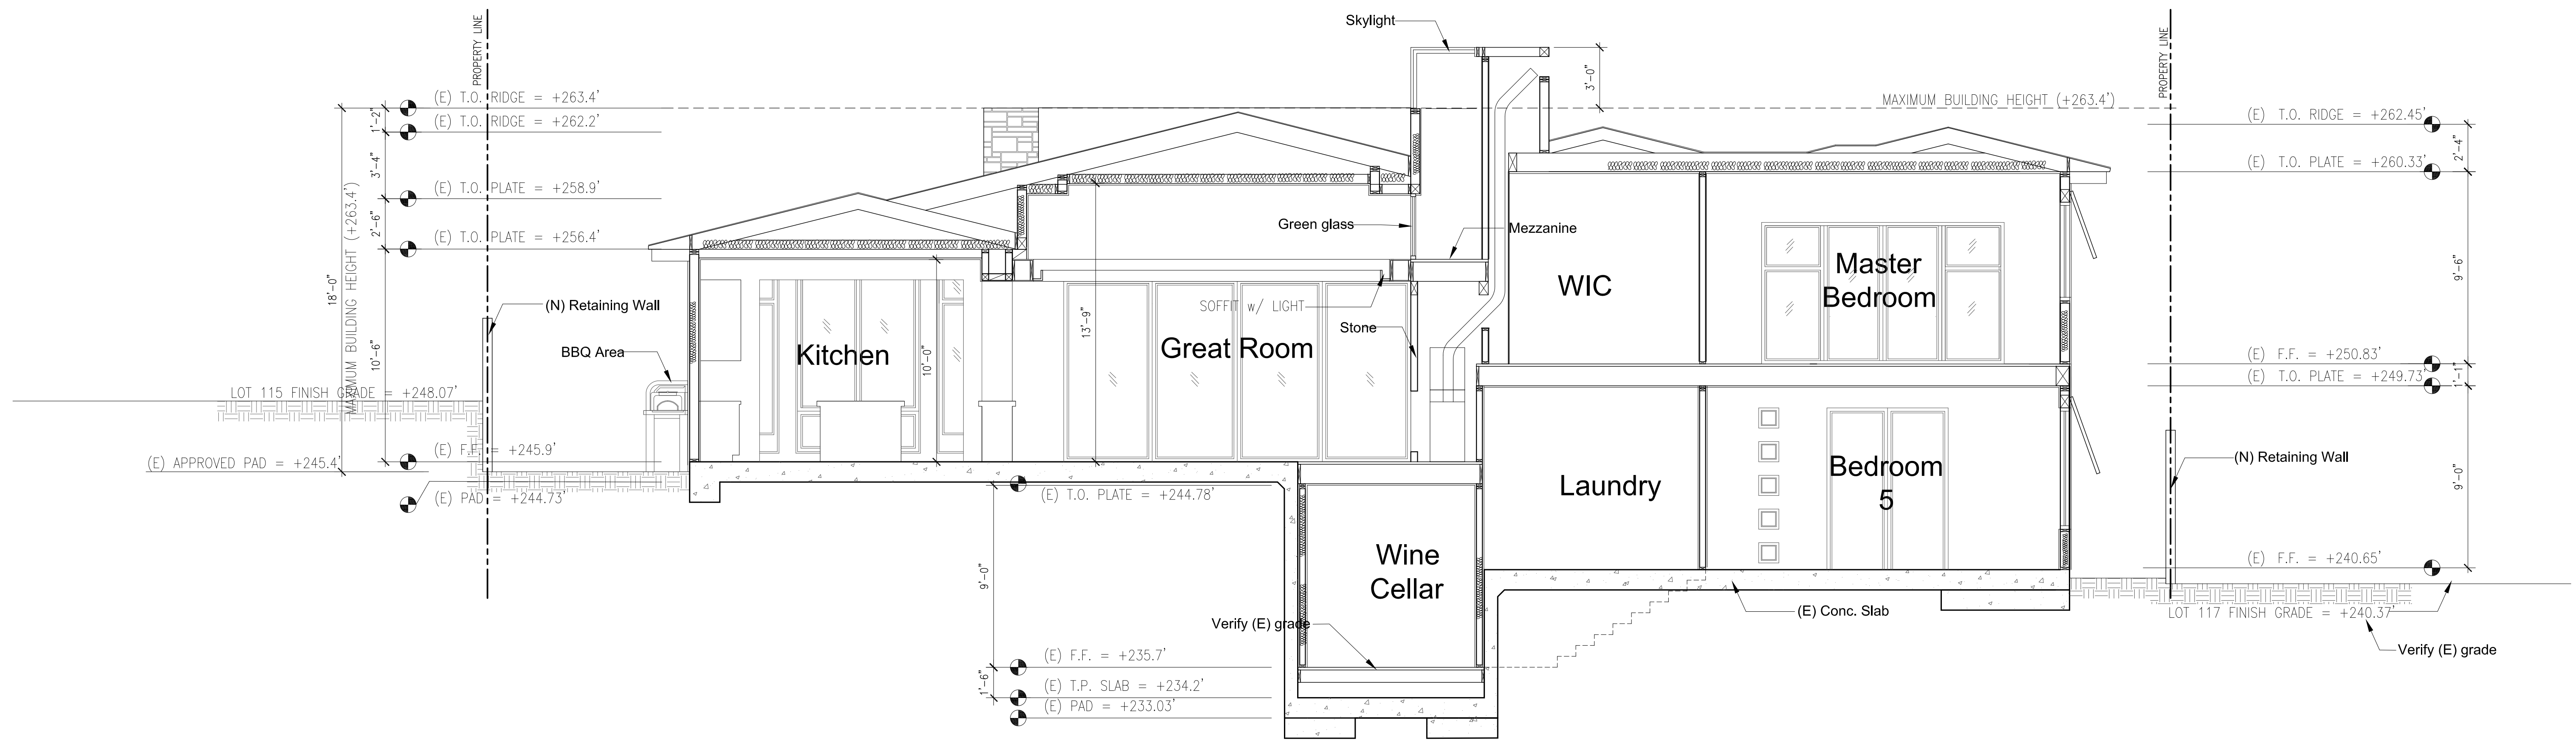 Skylight
PROPERTY LINE
PROPERTY LINE
3'-0"
(E) T.O. RIDGE = +263.4'
MAXIMUM BUILDING HEIGHT (+263.4')
1'-2"
(E) T.O. RIDGE = +262.2'
(E) T.O. RIDGE = +262.45'
2'-4"
3'-4"
(E) T.O. PLATE = +260.33'
(E) T.O. PLATE = +258.9'
2'-6"
(E) T.O. PLATE = +256.4'
Green glass
Mezzanine
18'-0"
MAXIMUM BUILDING HEIGHT (+263.4')
10'-6"
(N) Retaining Wall
BBQ Area
SOFFIT w/ LIGHT
Stone
13'-9"
10'-0"
Kitchen
Great Room
WIC
Master
Bedroom
9'-6"
(E) F.F. = +250.83'
1'-1"
(E) T.O. PLATE = +249.73'
LOT 115 FINISH GRADE = +248.07'
(E) F.F. = +245.9'
(E) APPROVED PAD = +245.4'
(E) PAD = +244.73'
(E) T.O. PLATE = +244.78'
Laundry
Bedroom
5
(N) Retaining Wall
9'-0"
9'-0"
Wine
Cellar
(E) F.F. = +240.65'
(E) Conc. Slab
LOT 117 FINISH GRADE = +240.37'
Verify (E) grade
Verify (E) grade
(E) F.F. = +235.7'
1'-6"
(E) T.P. SLAB = +234.2'
(E) PAD = +233.03'